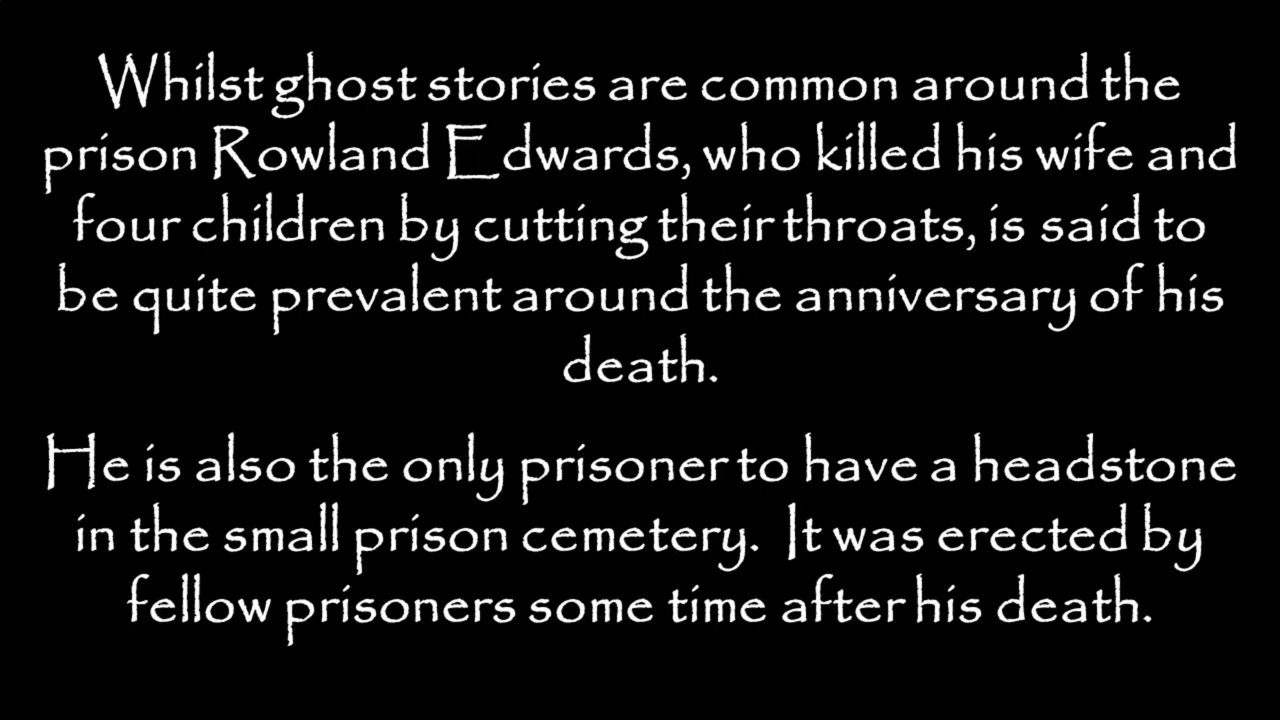 Whilst ghost stories are common around the
prison Rowland Edwards, who killed his wife and
four children by cutting their throats, is said to
be quite prevalent around the anniversary of his
death.
He is also the only prisoner to have a headstone
in the small prison cemetery.  It was erected by
fellow prisoners some time after his death.